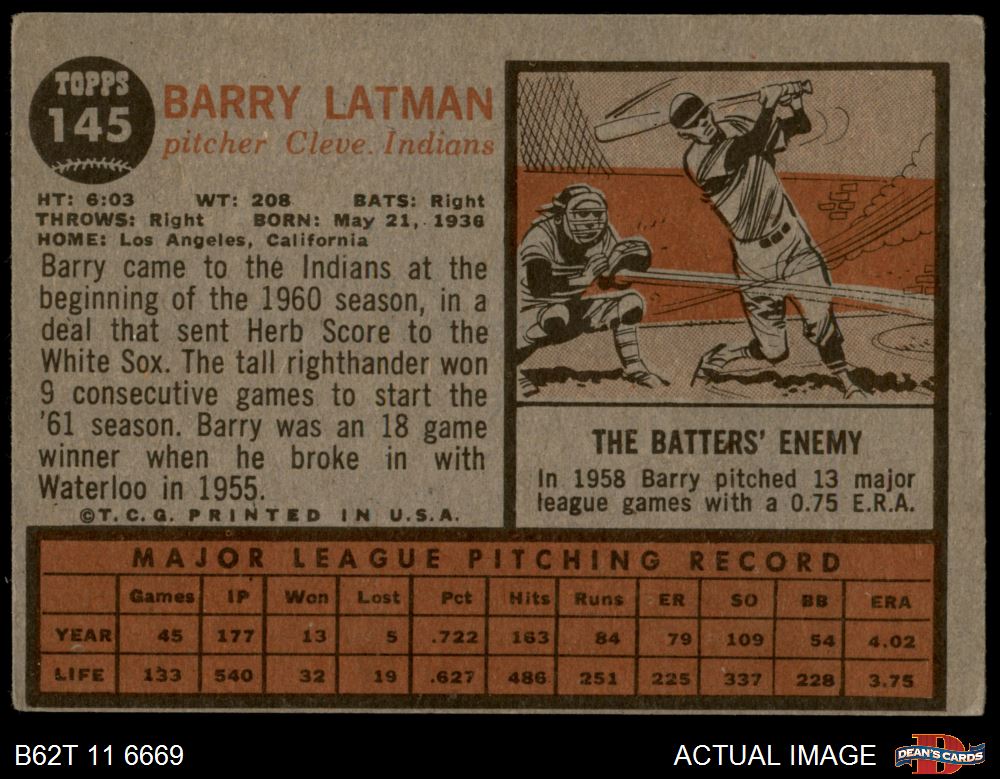 TOPPS
145
BARRY LATMAN
pitcher Cleve. Indians
HT: 6:03 WT: 208 BATS: Right
THROWS: Right BORN: May 21, 1936
HOME: Los Angeles, California
Barry came to the Indians at the
beginning of the 1960 season, in a
deal that sent Herb Score to the
White Sox. The tall righthander won
9 consecutive games to start the
'61 season. Barry was an 18 game
winner when he broke in with
Waterloo in 1955.
©T.C.G. PRINTED IN U.S.A.
THE BATTERS' ENEMY
In 1958 Barry pitched 13 major
league games with a 0.75 E.R.A.
MAJOR LEAGUE PITCHING RECORD
Games IP Won Lost Pct Hits Runs ER SO BB ERA
YEAR 45 177 13 5 .722 163 84 79 109 54 4.02
LIFE 133 540 32 19 .627 486 251 225 337 228 3.75
B62T 11 6669
ACTUAL IMAGE
DEAN'S CARDS